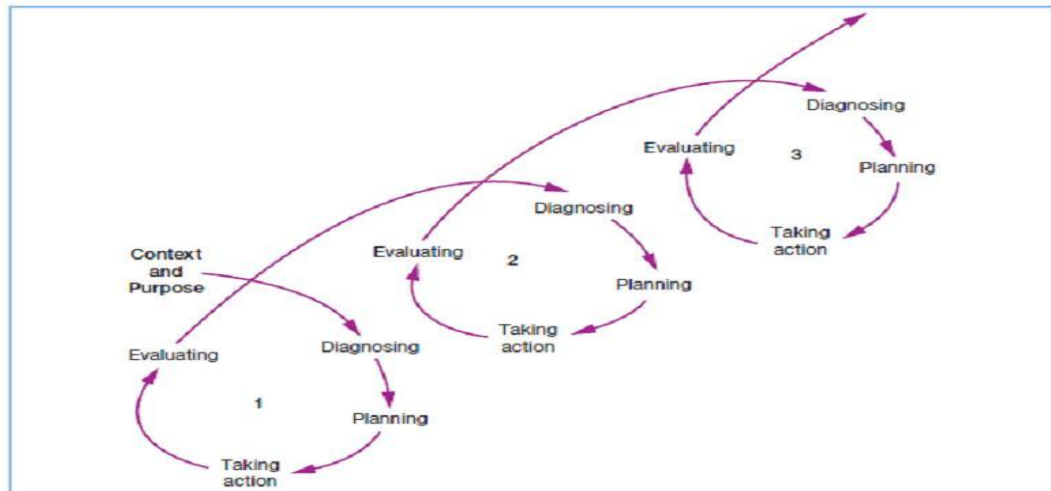 Context
and
Purpose
Diagnosing
Planning
Taking
action
Evaluating
1
Diagnosing
Planning
Taking
action
Evaluating
2
Diagnosing
Planning
Taking
action
Evaluating
3